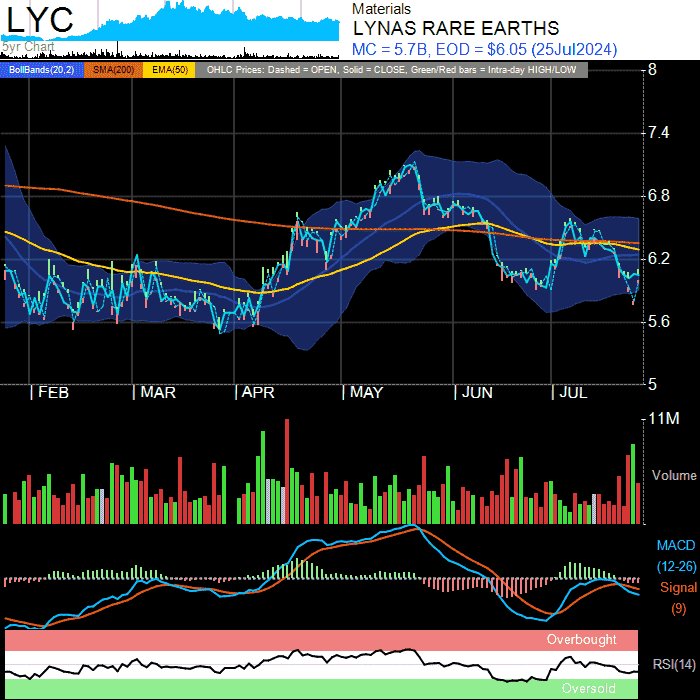 LYC
5yr Chart
Materials
LYNAS RARE EARTHS
MC = 5.7B, EOD = $6.05 (25Jul2024)
BollBands(20,2) SMA(200) EMA(50) OHLC Prices: Dashed = OPEN, Solid = CLOSE, Green/Red bars = Intra-day HIGH/LOW
8
7.4
6.8
6.2
5.6
5
| FEB | MAR | APR | MAY | JUN | JUL
11M
Volume
MACD
(12-26)
Signal
(9)
Overbought
RSI(14)
Oversold